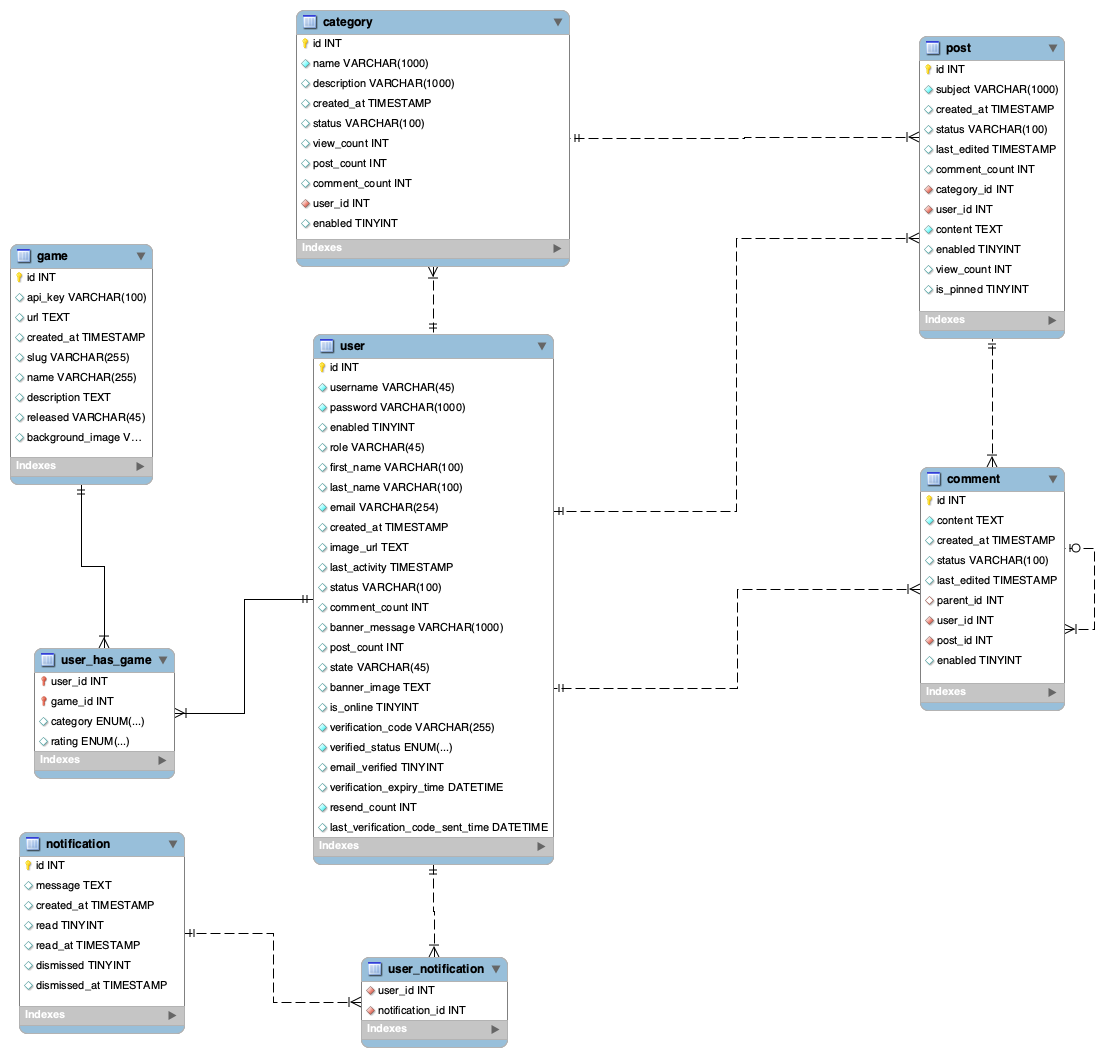 category
id INT
name VARCHAR(1000)
description VARCHAR(1000)
created_at TIMESTAMP
status VARCHAR(100)
view_count INT
post_count INT
comment_count INT
user_id INT
enabled TINYINT
Indexes
post
id INT
subject VARCHAR(1000)
created_at TIMESTAMP
status VARCHAR(100)
last_edited TIMESTAMP
comment_count INT
category_id INT
user_id INT
content TEXT
enabled TINYINT
view_count INT
is_pinned TINYINT
Indexes
game
id INT
api_key VARCHAR(100)
url TEXT
created_at TIMESTAMP
slug VARCHAR(255)
name VARCHAR(255)
description TEXT
released VARCHAR(45)
background_image V...
Indexes
user
id INT
username VARCHAR(45)
password VARCHAR(1000)
enabled TINYINT
role VARCHAR(45)
first_name VARCHAR(100)
last_name VARCHAR(100)
email VARCHAR(254)
created_at TIMESTAMP
image_url TEXT
last_activity TIMESTAMP
status VARCHAR(100)
comment_count INT
banner_message VARCHAR(1000)
post_count INT
state VARCHAR(45)
banner_image TEXT
is_online TINYINT
verification_code VARCHAR(255)
verified_status ENUM(...)
email_verified TINYINT
verification_expiry_time DATETIME
resend_count INT
last_verification_code_sent_time DATETIME
Indexes
comment
id INT
content TEXT
created_at TIMESTAMP
status VARCHAR(100)
last_edited TIMESTAMP
parent_id INT
user_id INT
post_id INT
enabled TINYINT
Indexes
user_has_game
user_id INT
game_id INT
category ENUM(...)
rating ENUM(...)
Indexes
notification
id INT
message TEXT
created_at TIMESTAMP
read TINYINT
read_at TIMESTAMP
dismissed TINYINT
dismissed_at TIMESTAMP
Indexes
user_notification
user_id INT
notification_id INT
Indexes